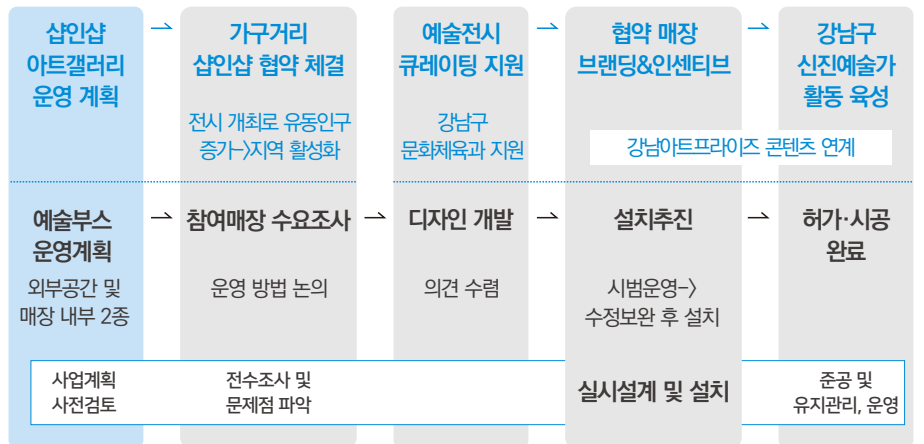 샵인샵
아트갤러리
운영 계획
→
가구거리
샵인샵 협약 체결
전시 개최로 유동인구
증가->지역 활성화
예술전시
큐레이팅 지원
강남구
문화체육과 지원
→
협약 매장
브랜딩&인센티브
→
강남구
신진예술가
활동 육성
강남아트프라이즈 콘텐츠 연계
예술부스
운영계획
외부공간 및
매장 내부 2종
→
참여매장 수요조사
운영 방법 논의
→
디자인 개발
의견 수렴
→
설치추진
시범운영->
수정보완 후 설치
→
허가·시공
완료
사업계획
사전검토
전수조사 및
문제점 파악
실시설계 및 설치
준공 및
유지관리, 운영